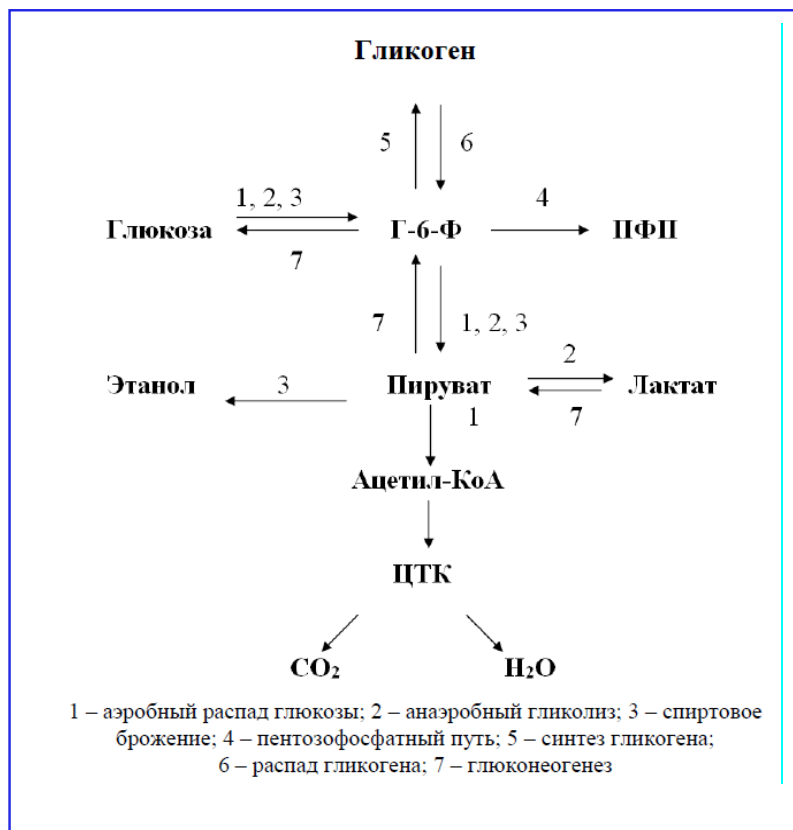 Гликоген
5 6
1, 2, 3 4
Глюкоза Г-6-Ф ПФП
7
7 1, 2, 3
2
Этанол 3 Пируват Лактат
1 7
Ацетил-КоА
ЦТК
CO₂ H₂O
1 – аэробный распад глюкозы; 2 – анаэробный гликолиз; 3 – спиртовое
брожение; 4 – пентозофосфатный путь; 5 – синтез гликогена;
6 – распад гликогена; 7 – глюконеогенез